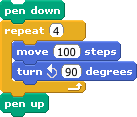 pen down
repeat 4
move 100 steps
turn 90 degrees
pen up